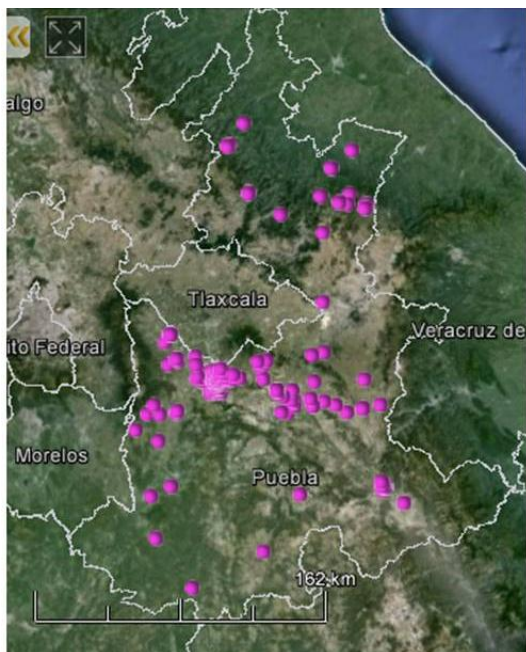 algo
Tlaxcala
ito Federal
Veracruz de
Morelos
Puebla
162 km